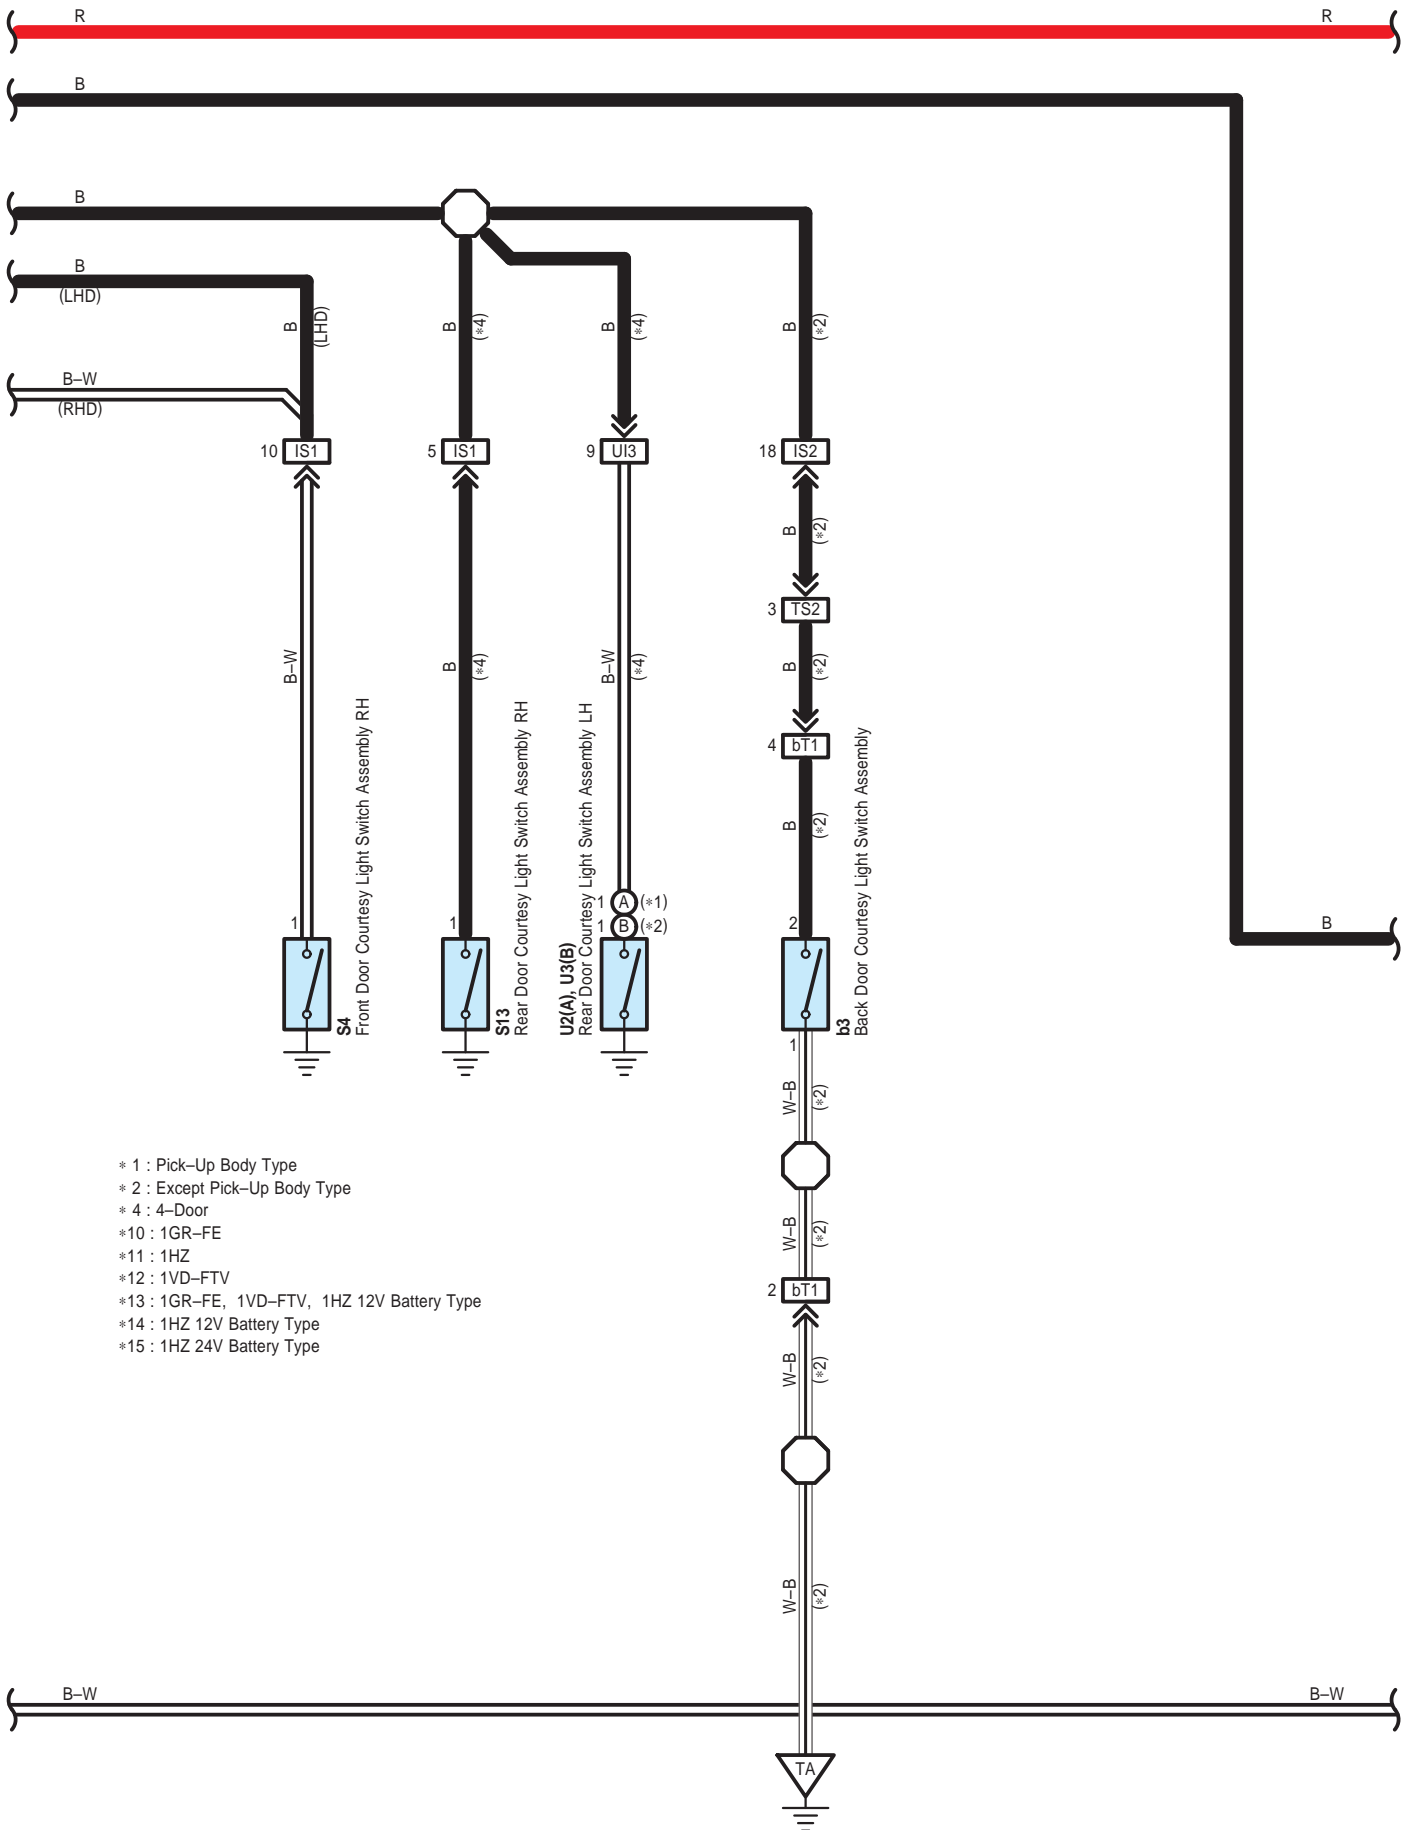 R
R
B
B
B
(LHD)
B
(LHD)
B
(*4)
B
(*4)
B
(*2)
B–W
(RHD)
10 IS1
5 IS1
9 UI3
18 IS2
B
(*2)
3 TS2
B–W
B
(*4)
B–W
(*4)
B
(*2)
4 bT1
B
(*2)
1 A (*1)
1 B (*2)
1
1
2
B
S4
Front Door Courtesy Light Switch Assembly RH
S13
Rear Door Courtesy Light Switch Assembly RH
U2(A), U3(B)
Rear Door Courtesy Light Switch Assembly LH
b3
Back Door Courtesy Light Switch Assembly
1
W–B
(*2)
* 1 : Pick–Up Body Type
* 2 : Except Pick–Up Body Type
* 4 : 4–Door
*10 : 1GR–FE
*11 : 1HZ
*12 : 1VD–FTV
*13 : 1GR–FE, 1VD–FTV, 1HZ 12V Battery Type
*14 : 1HZ 12V Battery Type
*15 : 1HZ 24V Battery Type
W–B
(*2)
2 bT1
W–B
(*2)
W–B
(*2)
B–W
B–W
TA